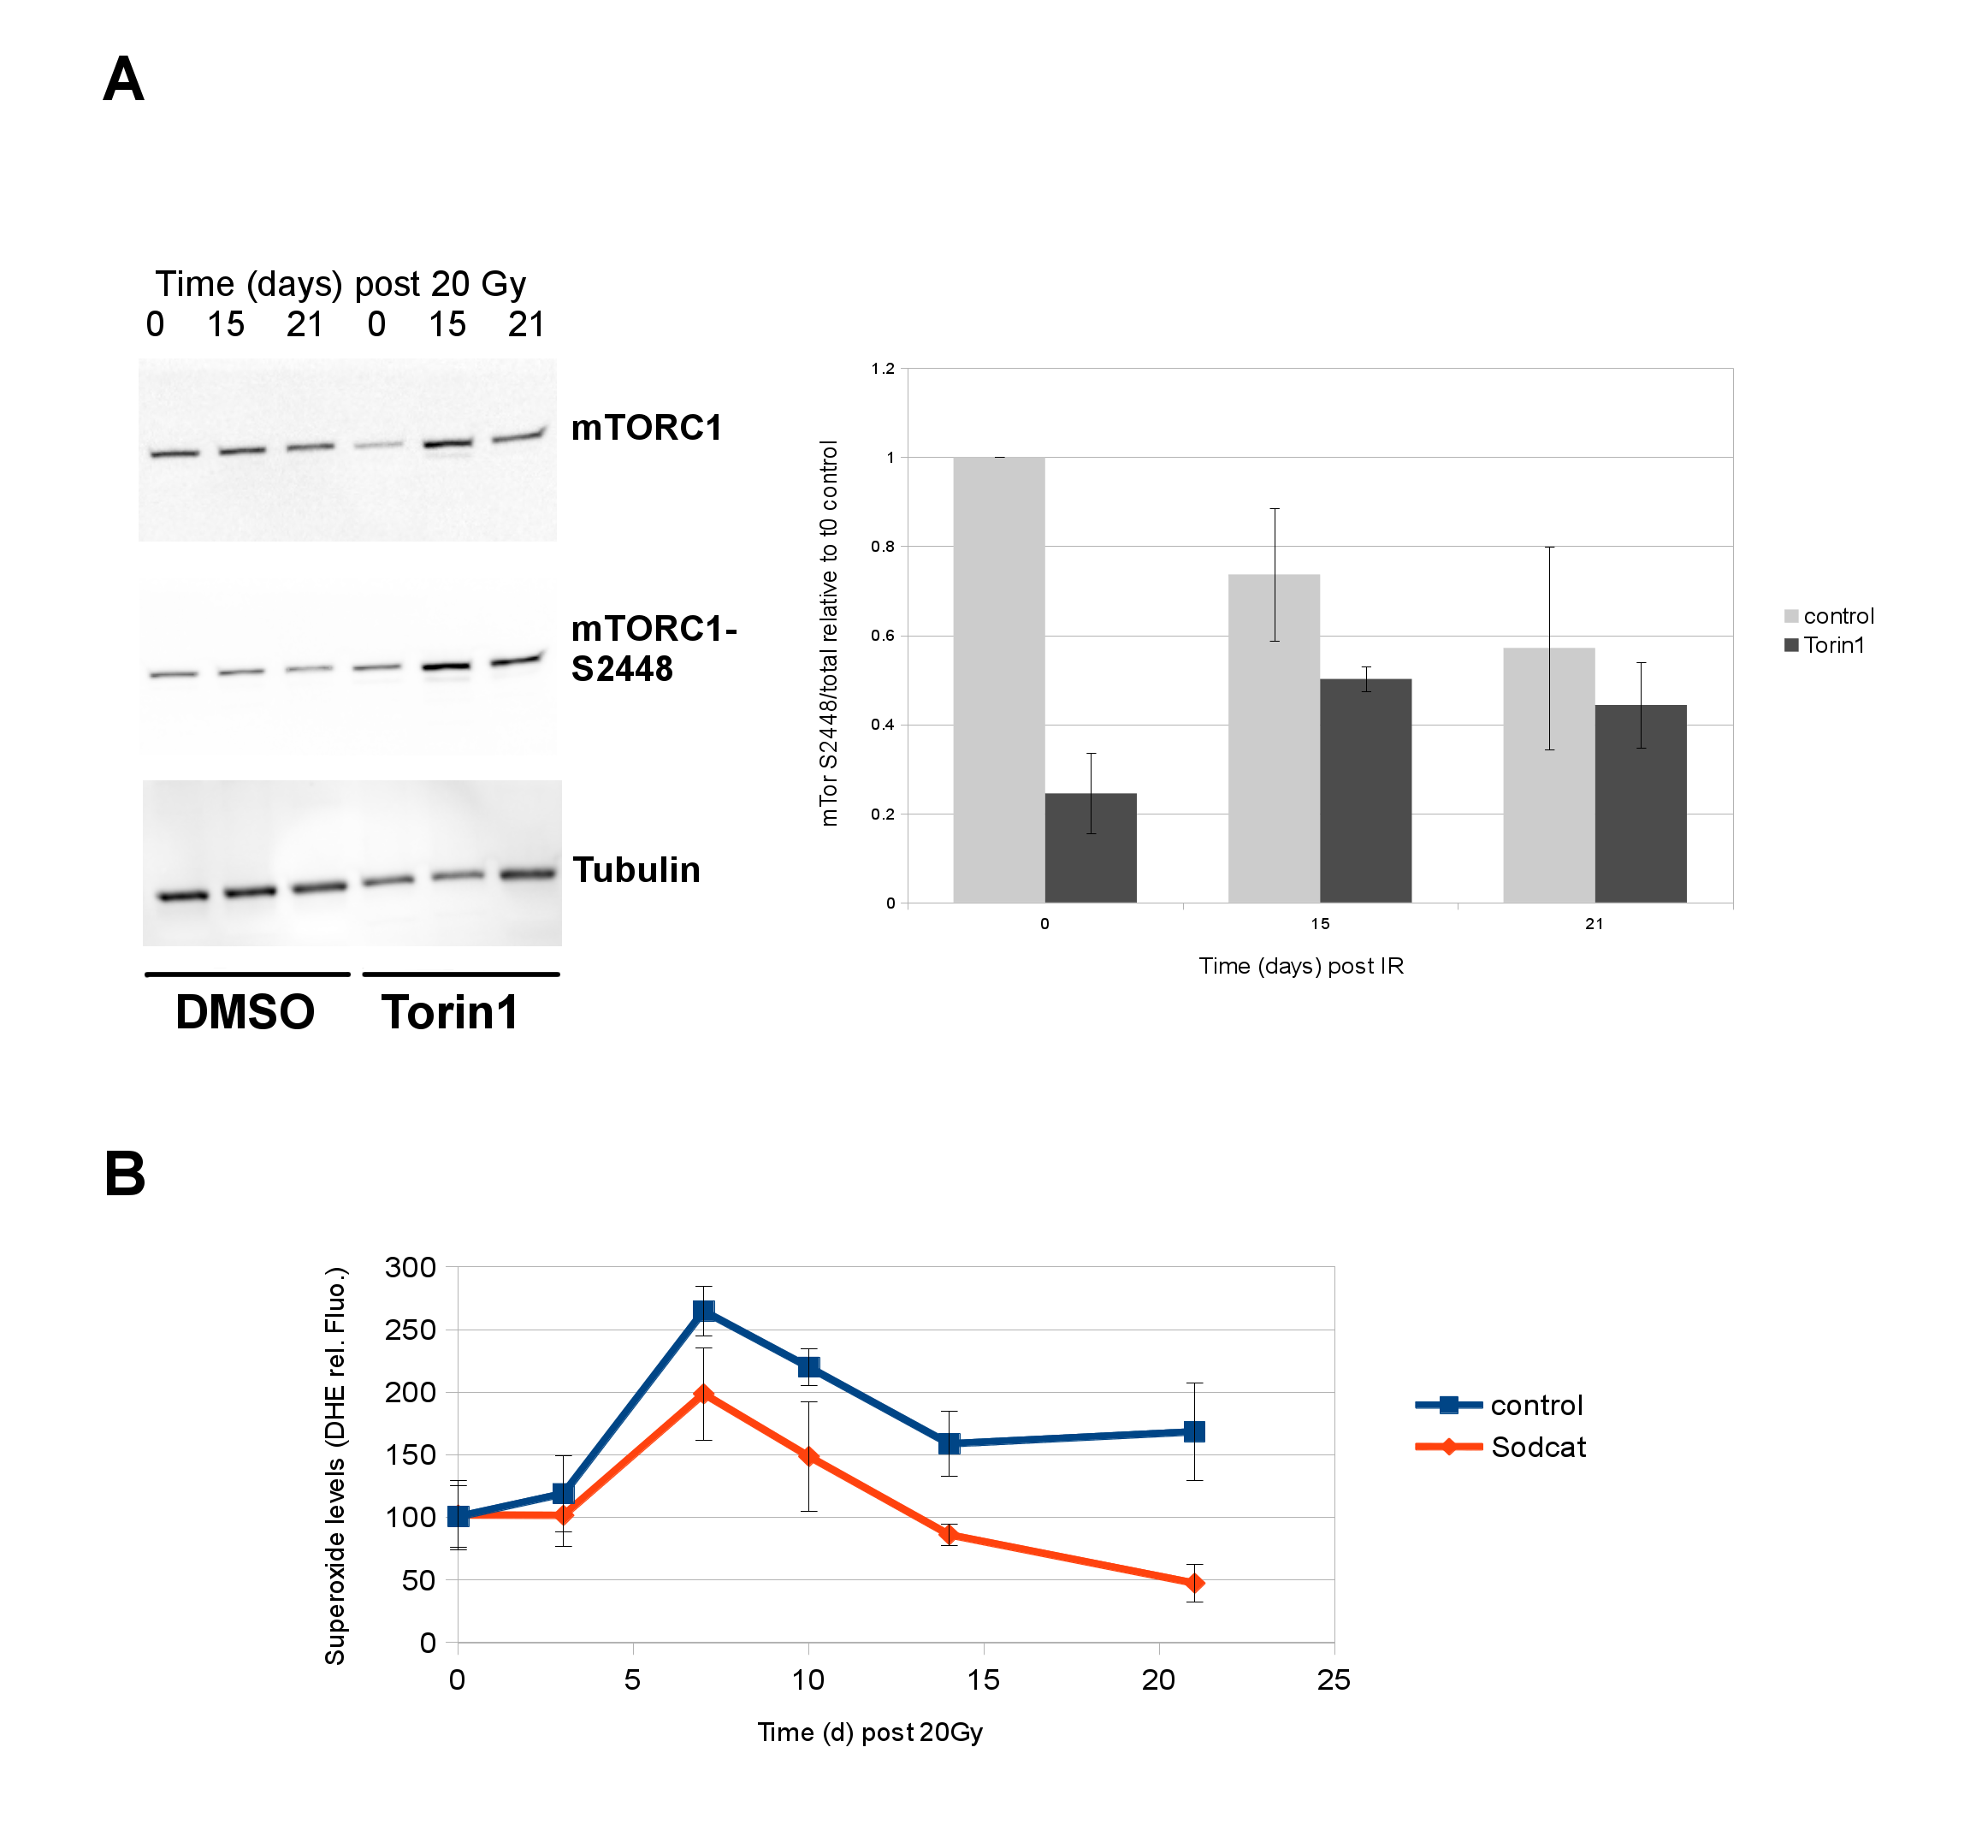 A
Time (days) post 20 Gy
0 15 21 0 15 21
mTORC1
mTORC1-
S2448
Tubulin
DMSO Torin1
mTor S2448/total relative to t0 control
1.2
1
0.8
0.6
0.4
0.2
0
0 15 21
Time (days) post IR
control
Torin1
B
Superoxide levels (DHE rel. Fluo.)
300
250
200
150
100
50
0
0 5 10 15 20 25
Time (d) post 20Gy
control
Sodcat